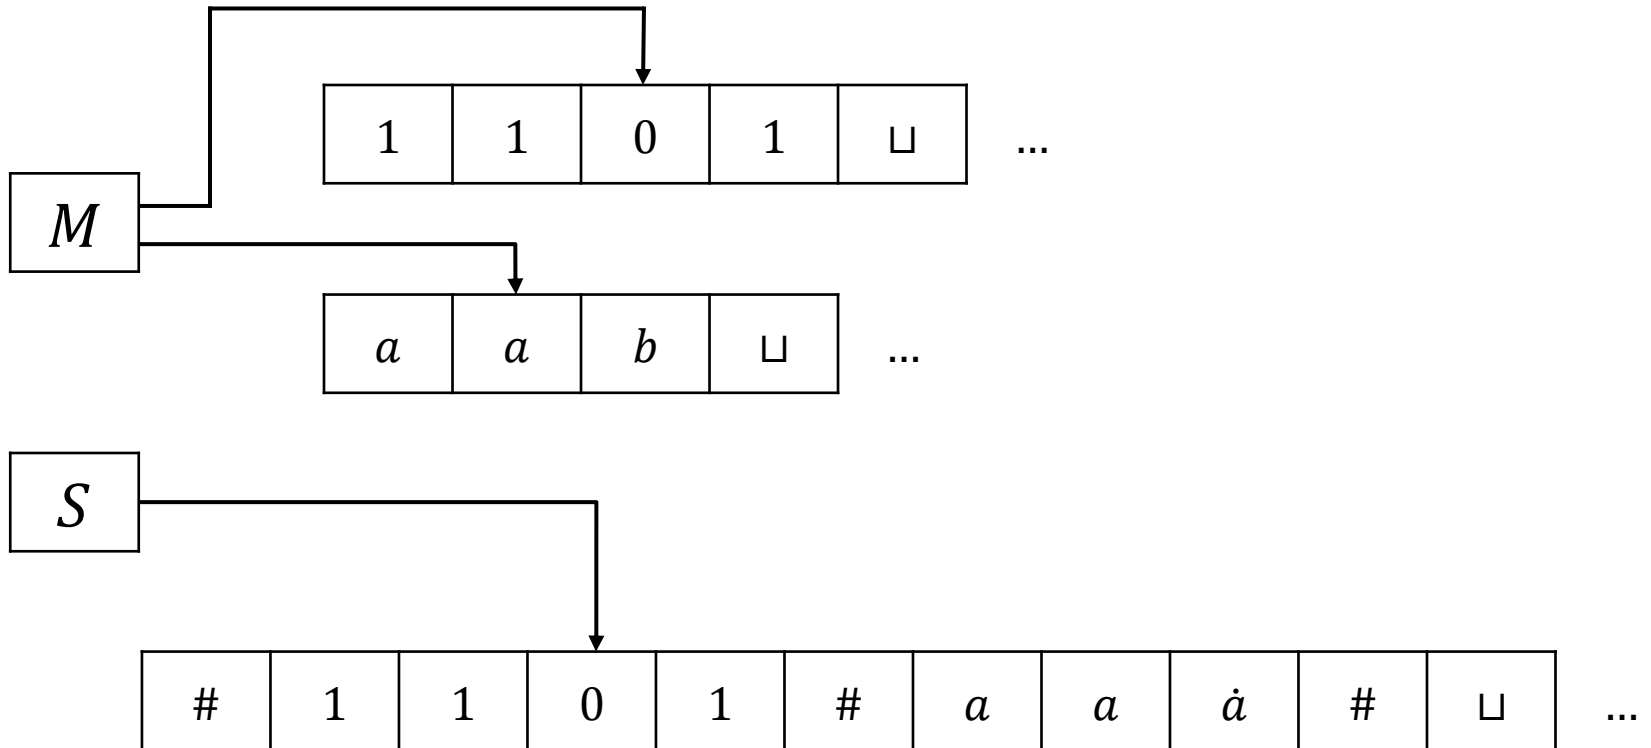 1 1 0 1 ⊔ ...
M
a a b ⊔ ...
S
# 1 1 0 1 # a a ȧ # ⊔ ...